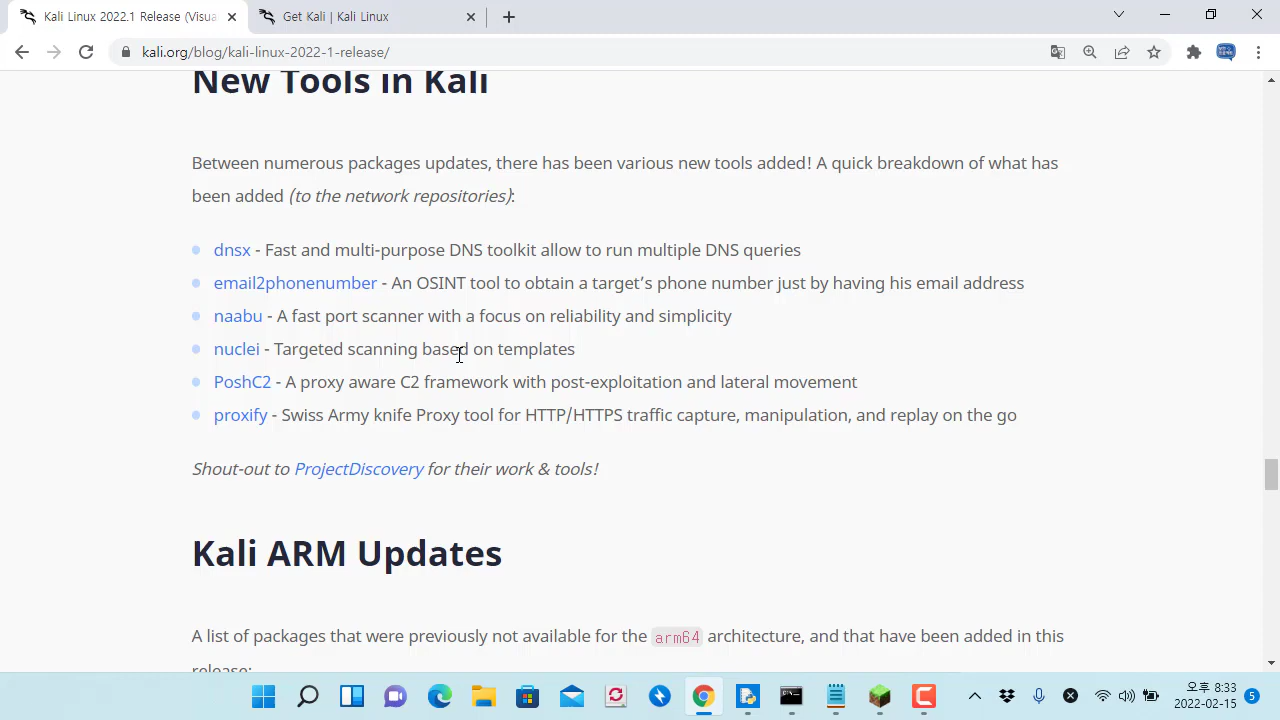 Kali Linux 2022.1 Release (Visua
Get Kali | Kali Linux
kali.org/blog/kali-linux-2022-1-release/
New Tools in Kali
Between numerous packages updates, there has been various new tools added! A quick breakdown of what has
been added (to the network repositories):
dnsx - Fast and multi-purpose DNS toolkit allow to run multiple DNS queries
email2phonenumber - An OSINT tool to obtain a target’s phone number just by having his email address
naabu - A fast port scanner with a focus on reliability and simplicity
nuclei - Targeted scanning based on templates
PoshC2 - A proxy aware C2 framework with post-exploitation and lateral movement
proxify - Swiss Army knife Proxy tool for HTTP/HTTPS traffic capture, manipulation, and replay on the go
Shout-out to ProjectDiscovery for their work & tools!
Kali ARM Updates
A list of packages that were previously not available for the arm64 architecture, and that have been added in this
release:
오후 8:33
2022-02-15
5